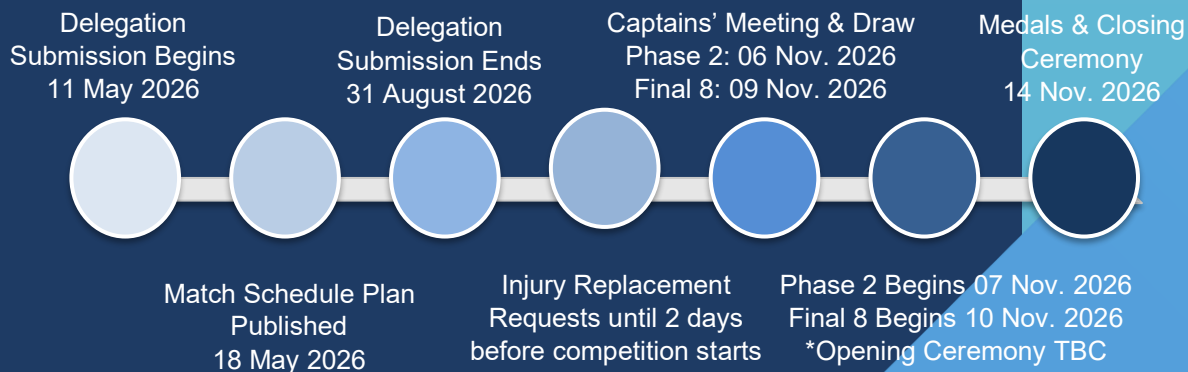 Delegation
Submission Begins
11 May 2026
Match Schedule Plan
Published
18 May 2026
Delegation
Submission Ends
31 August 2026
Injury Replacement
Requests until 2 days
before competition starts
Captains’ Meeting & Draw
Phase 2: 06 Nov. 2026
Final 8: 09 Nov. 2026
Phase 2 Begins 07 Nov. 2026
Final 8 Begins 10 Nov. 2026
*Opening Ceremony TBC
Medals & Closing
Ceremony
14 Nov. 2026